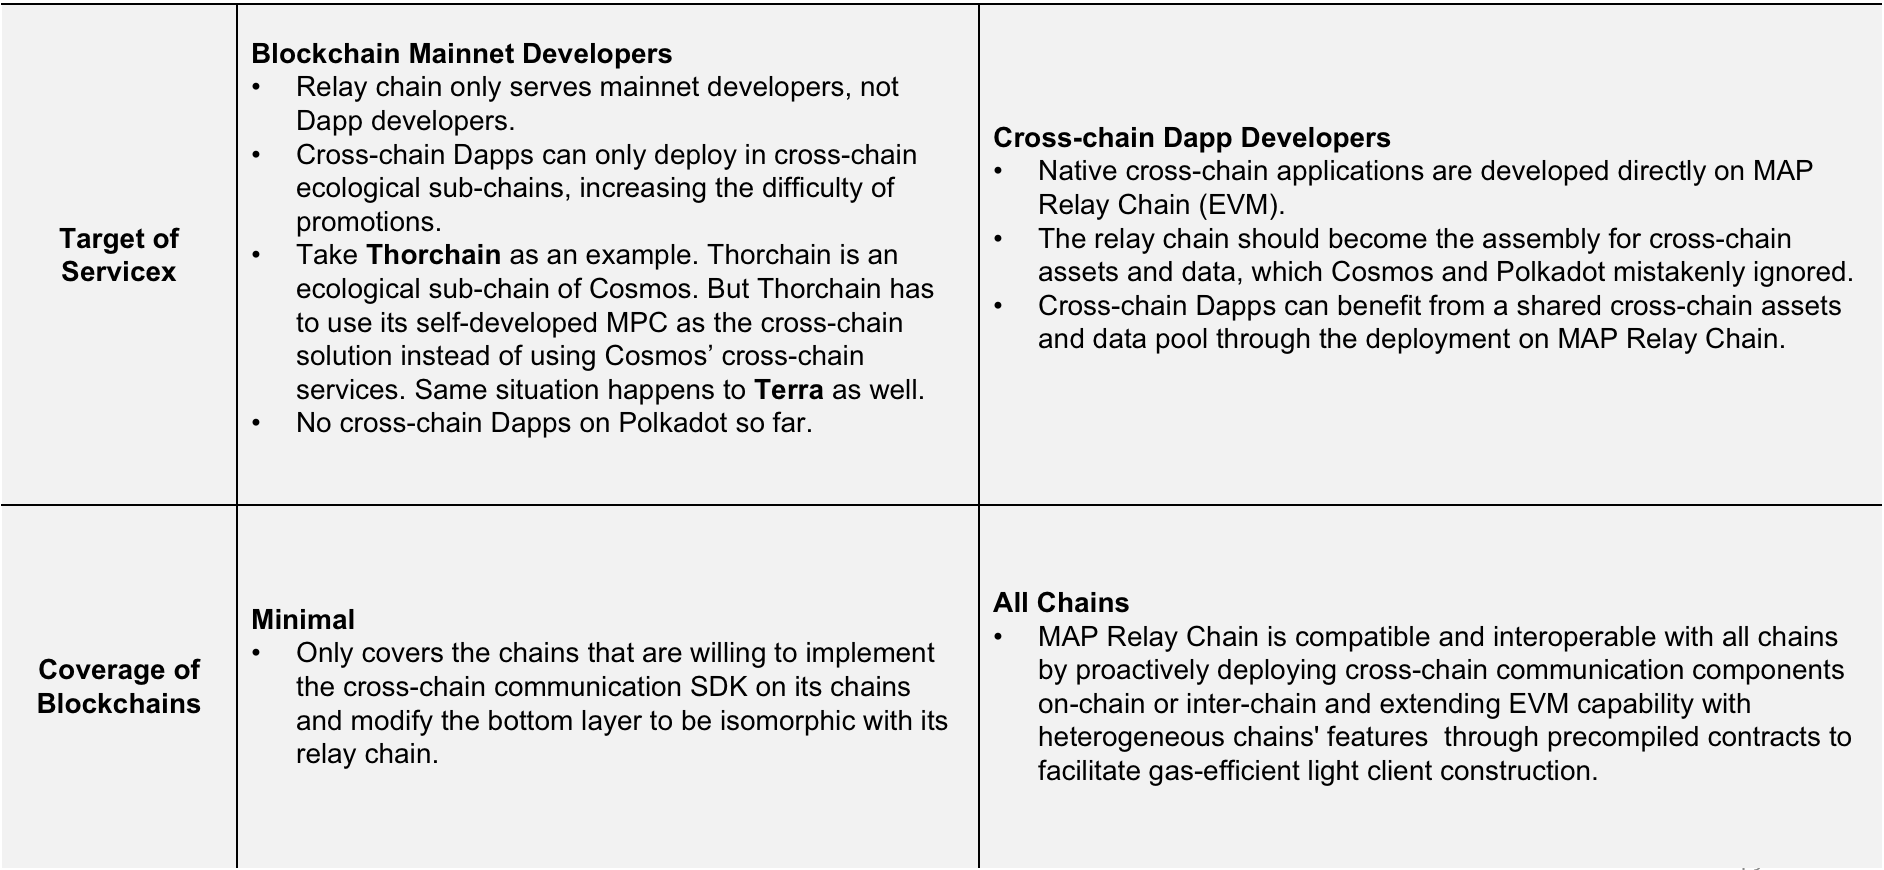 Target of
Servicex
Blockchain Mainnet Developers
• Relay chain only serves mainnet developers, not
Dapp developers.
• Cross-chain Dapps can only deploy in cross-chain
ecological sub-chains, increasing the difficulty of
promotions.
• Take Thorchain as an example. Thorchain is an
ecological sub-chain of Cosmos. But Thorchain has
to use its self-developed MPC as the cross-chain
solution instead of using Cosmos’ cross-chain
services. Same situation happens to Terra as well.
• No cross-chain Dapps on Polkadot so far.
Cross-chain Dapp Developers
• Native cross-chain applications are developed directly on MAP
Relay Chain (EVM).
• The relay chain should become the assembly for cross-chain
assets and data, which Cosmos and Polkadot mistakenly ignored.
• Cross-chain Dapps can benefit from a shared cross-chain assets
and data pool through the deployment on MAP Relay Chain.
Coverage of
Blockchains
Minimal
• Only covers the chains that are willing to implement
the cross-chain communication SDK on its chains
and modify the bottom layer to be isomorphic with its
relay chain.
All Chains
• MAP Relay Chain is compatible and interoperable with all chains
by proactively deploying cross-chain communication components
on-chain or inter-chain and extending EVM capability with
heterogeneous chains' features  through precompiled contracts to
facilitate gas-efficient light client construction.